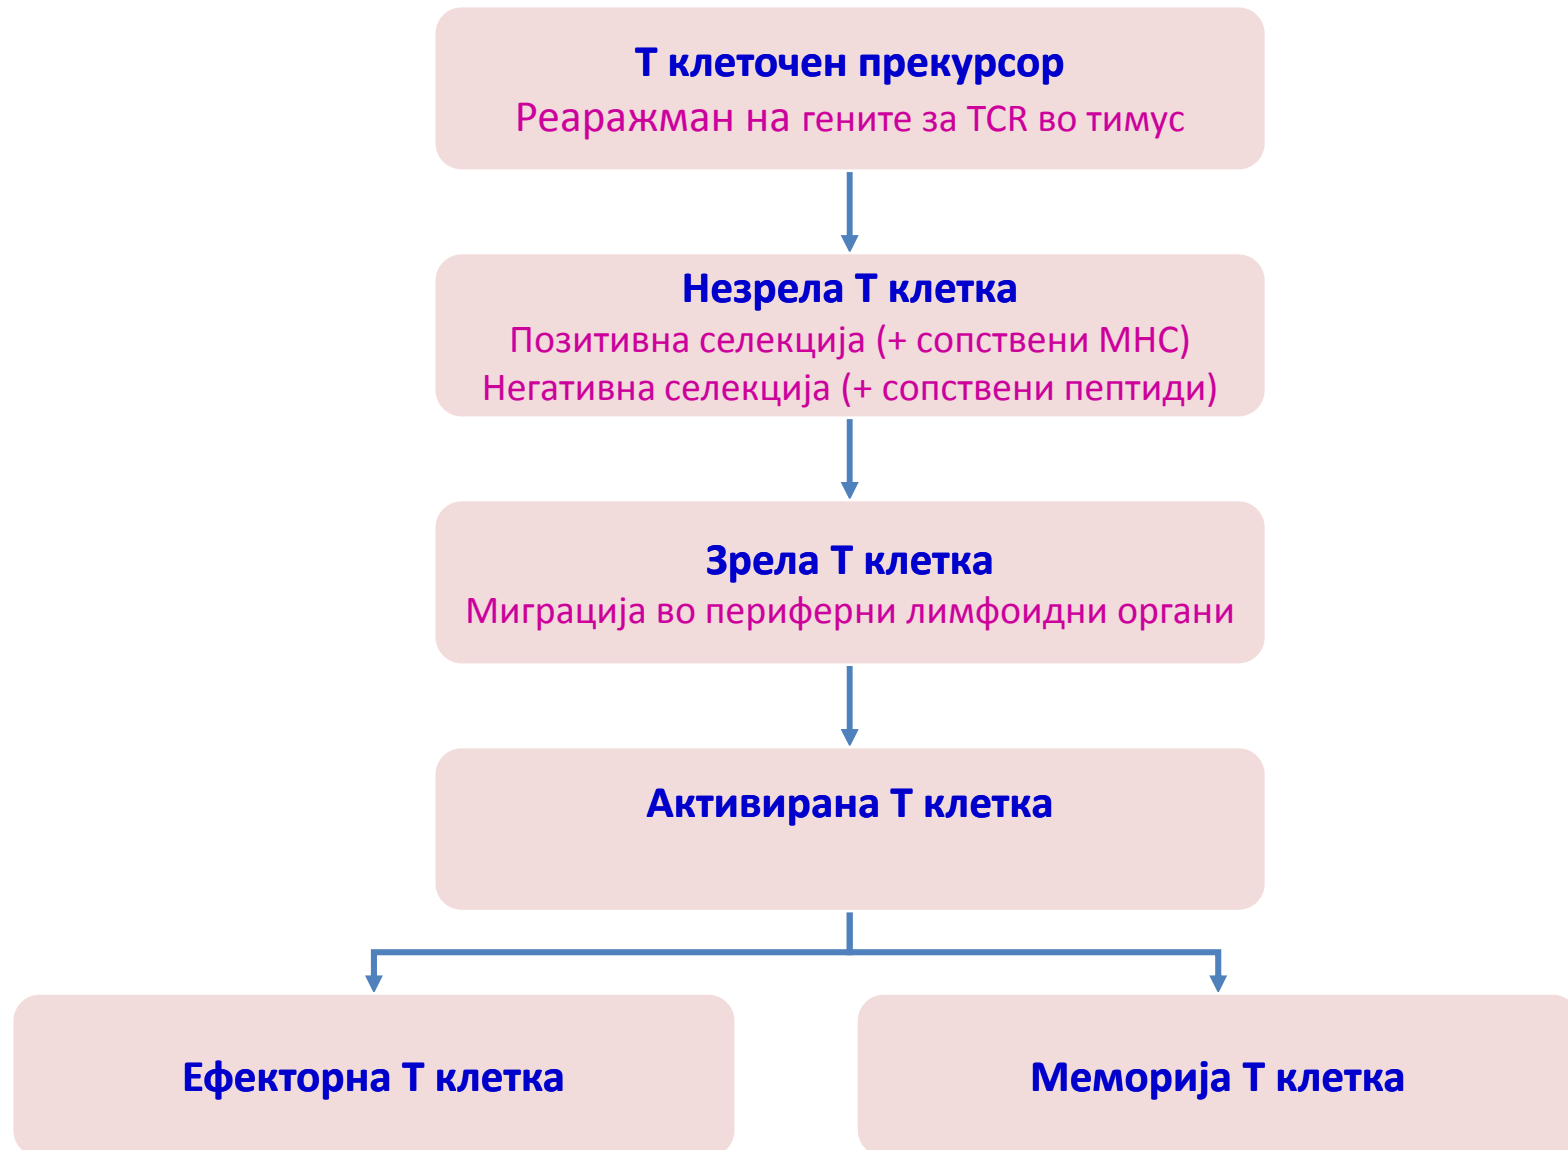 Т клеточен прекурсор
Реаражман на гените за TCR во тимус
Незрела Т клетка
Позитивна селекција (+ сопствени МНС)
Негативна селекција (+ сопствени пептиди)
Зрела Т клетка
Миграција во периферни лимфоидни органи
Активирана Т клетка
Ефекторна Т клетка
Меморија Т клетка